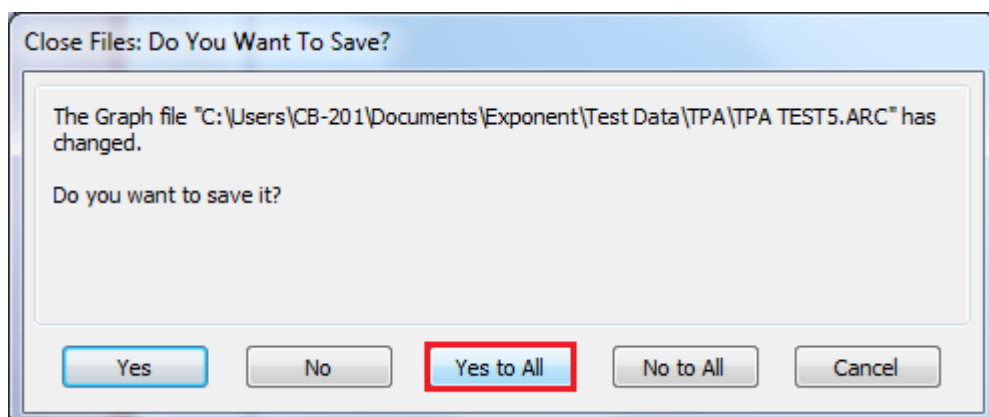 Close Files: Do You Want To Save?
The Graph file "C:\Users\CB-201\Documents\Exponent\Test Data\TPA\TPA TEST5.ARC" has
changed.
Do you want to save it?
Yes No Yes to All No to All Cancel